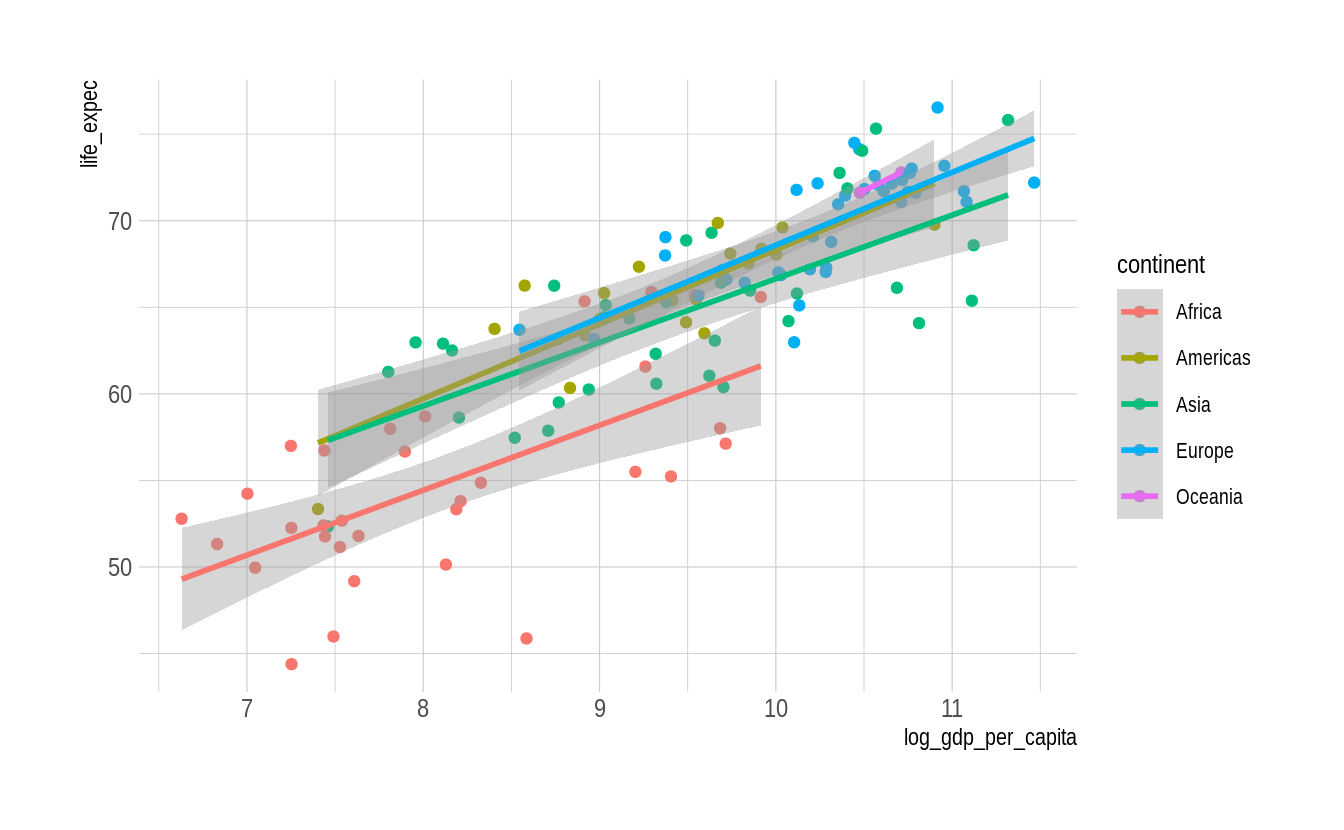 life_expec
70
60
50
7
8
9
10
11
log_gdp_per_capita
continent
Africa
Americas
Asia
Europe
Oceania